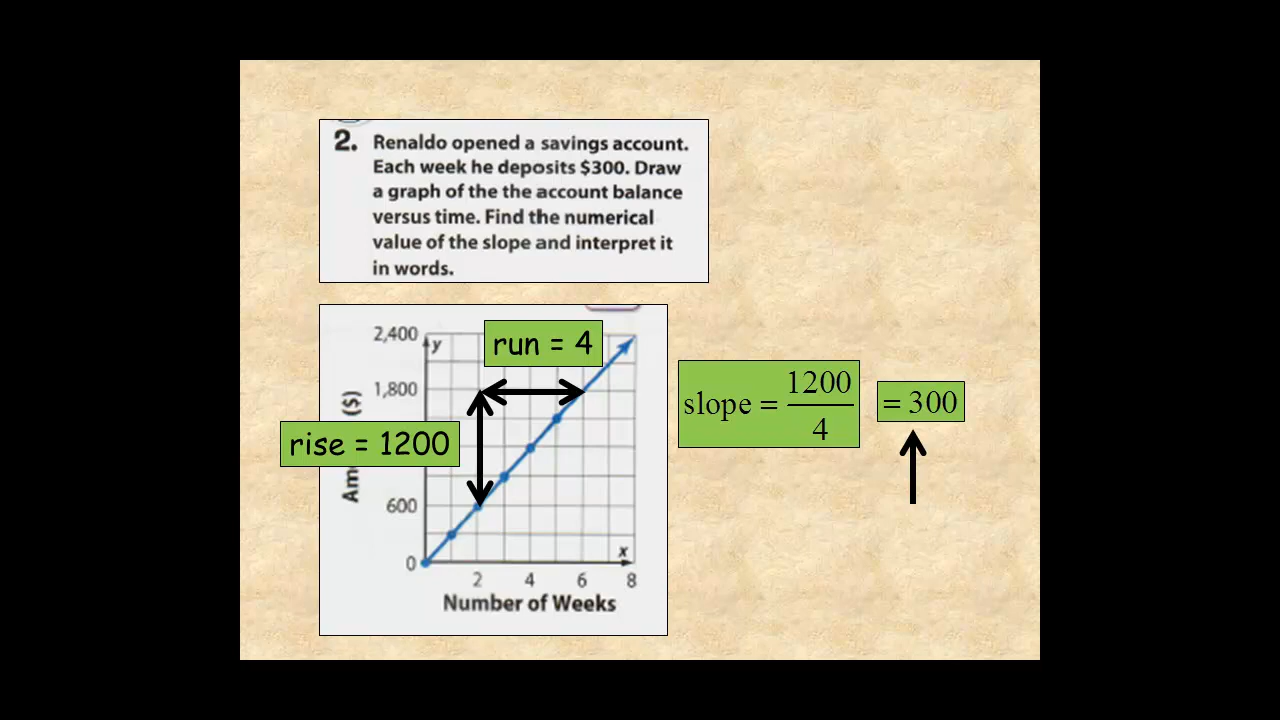 2. Renaldo opened a savings account.
Each week he deposits $300. Draw
a graph of the the account balance
versus time. Find the numerical
value of the slope and interpret it
in words.
2,400
y
run = 4
1,800
($)
rise = 1200
Am
600
0
x
2 4 6 8
Number of Weeks
slope = 1200/4
= 300